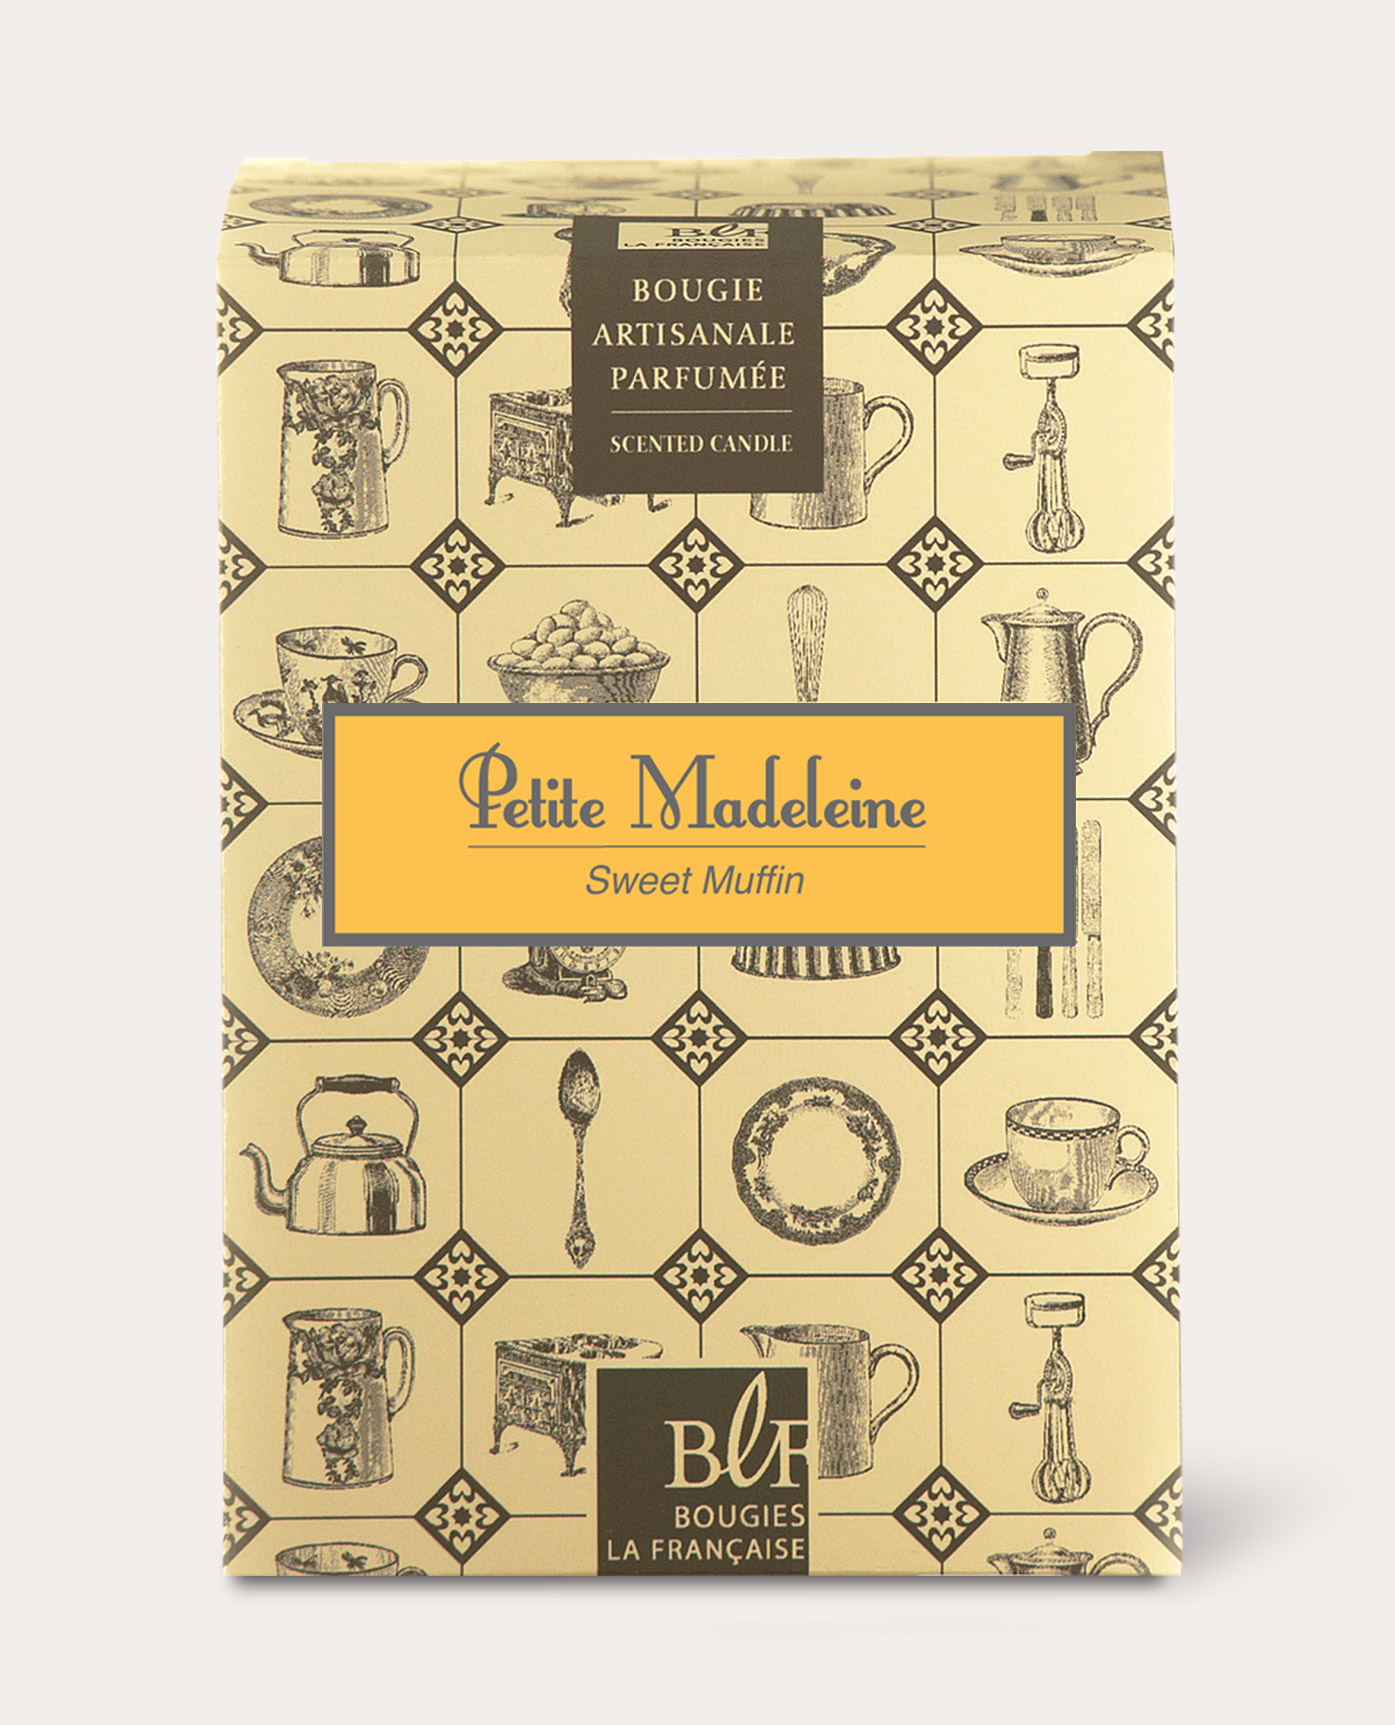 BlF
BOUGIES
LA FRANÇAISE
BOUGIE
ARTISANALE
PARFUMÉE
SCENTED CANDLE
Petite Madeleine
Sweet Muffin
BlF
BOUGIES
LA FRANÇAISE